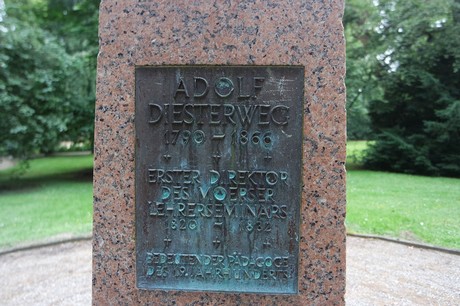 ADOLF
DIESTERWEG
1790 – 1866
ERSTER DIREKTOR
DES MOERSER
LEHRERSEMINARS
1820 – 1832
BEDEUTENDER PÄDAGOGE
DES 19. JAHRHUNDERTS